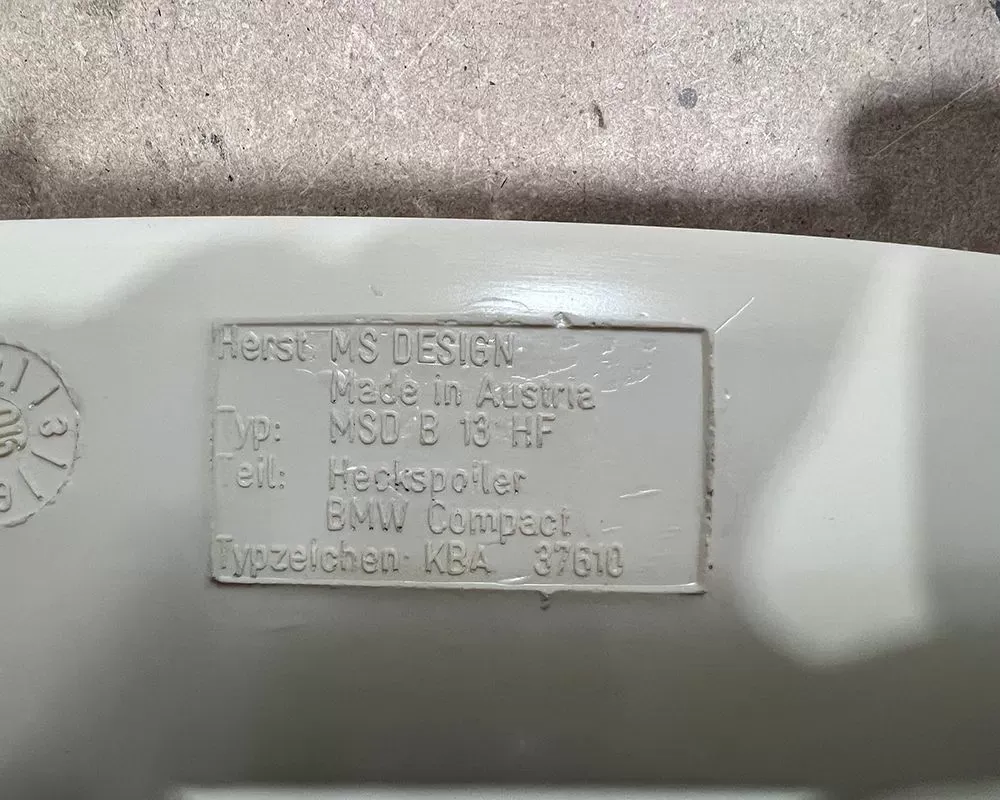 Herst. MS DESIGN
Made in Austria
Typ: MSD B 13 HF
Teil: Heckspoiler
BMW Compact
Typzeichen: KBA 37610